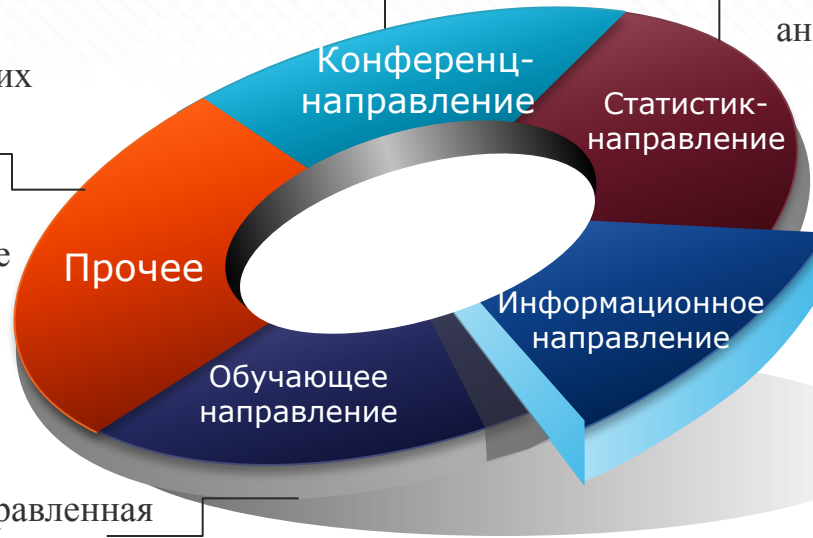 Конференц-
направление
Статистик-
направление
Прочее
Информационное
направление
Обучающее
направление